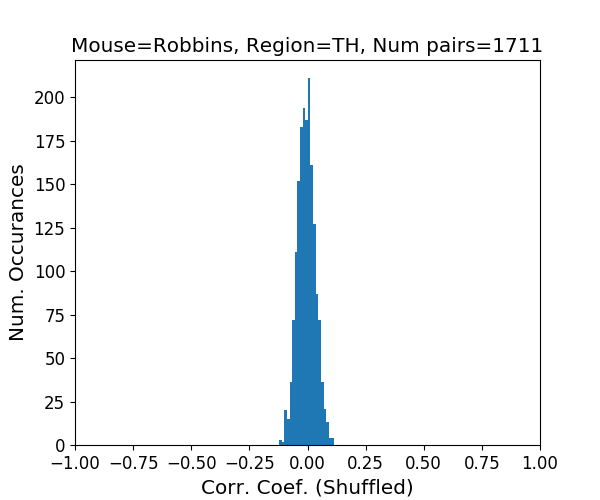 Mouse=Robbins, Region=TH, Num pairs=1711
Num. Occurances
200
175
150
125
100
75
50
25
0
−1.00 −0.75 −0.50 −0.25 0.00 0.25 0.50 0.75 1.00
Corr. Coef. (Shuffled)